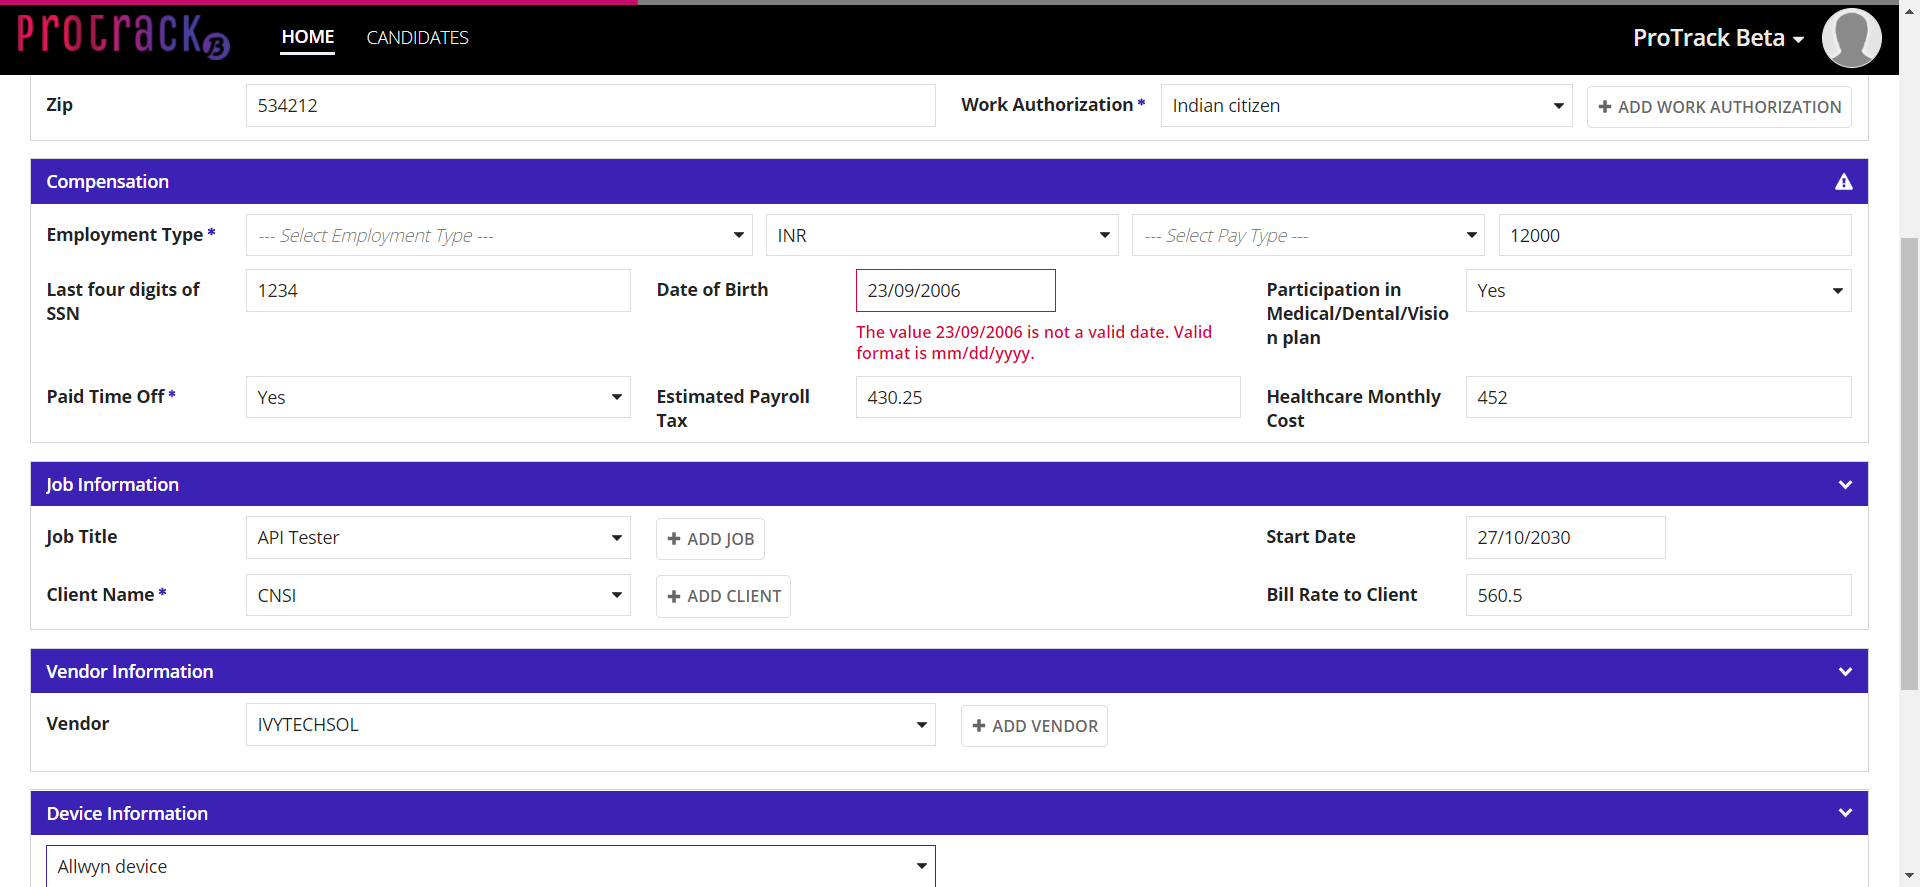 ProTrack β
HOME
CANDIDATES
ProTrack Beta
Zip
534212
Work Authorization *
Indian citizen
ADD WORK AUTHORIZATION
Compensation
Employment Type *
--- Select Employment Type ---
INR
--- Select Pay Type ---
12000
Last four digits of
SSN
1234
Date of Birth
23/09/2006
The value 23/09/2006 is not a valid date. Valid
format is mm/dd/yyyy.
Participation in
Medical/Dental/Visio
n plan
Yes
Paid Time Off *
Yes
Estimated Payroll
Tax
430.25
Healthcare Monthly
Cost
452
Job Information
Job Title
API Tester
ADD JOB
Start Date
27/10/2030
Client Name *
CNSI
ADD CLIENT
Bill Rate to Client
560.5
Vendor Information
Vendor
IVYTECHSOL
ADD VENDOR
Device Information
Allwyn device